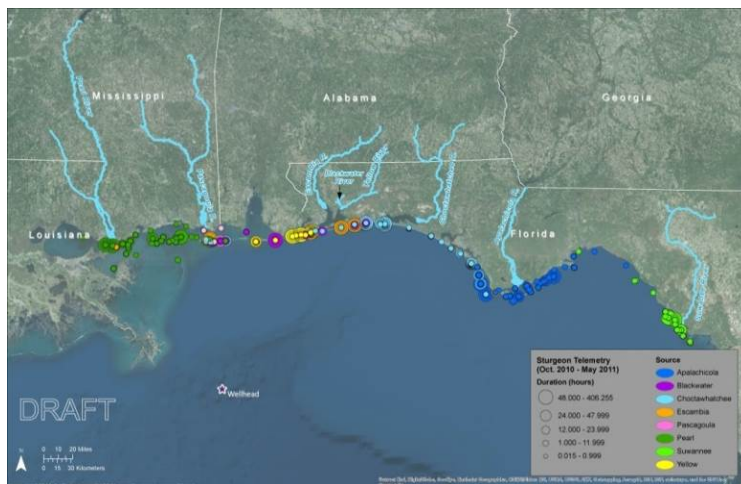 Mississippi
Alabama
Georgia
Louisiana
Florida
Blackwater
River
Wellhead
DRAFT
N
0 10 20 Miles
0 15 30 Kilometers
Sturgeon Telemetry
(Oct. 2010 - May 2011)
Duration (hours)
48.000 - 406.255
24.000 - 47.999
12.000 - 23.999
1.000 - 11.999
0.015 - 0.999
Source
Apalachicola
Blackwater
Choctawhatchee
Escambia
Pascagoula
Pearl
Suwannee
Yellow